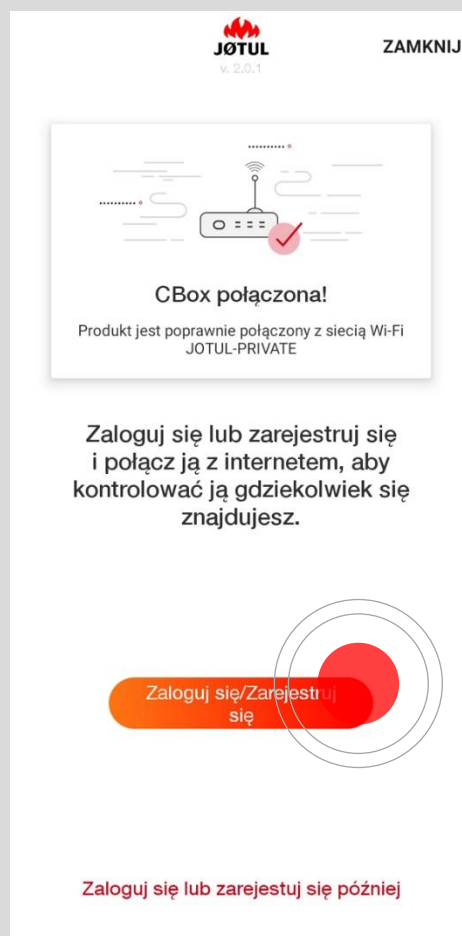 JØTUL
ZAMKNIJ
v. 2.0.1
CBox połączona!
Produkt jest poprawnie połączony z siecią Wi-Fi
JOTUL-PRIVATE
Zaloguj się lub zarejestruj się
i połącz ją z internetem, aby
kontrolować ją gdziekolwiek się
znajdujesz.
Zaloguj się/Zarejestruj
się
Zaloguj się lub zarejestuj się później